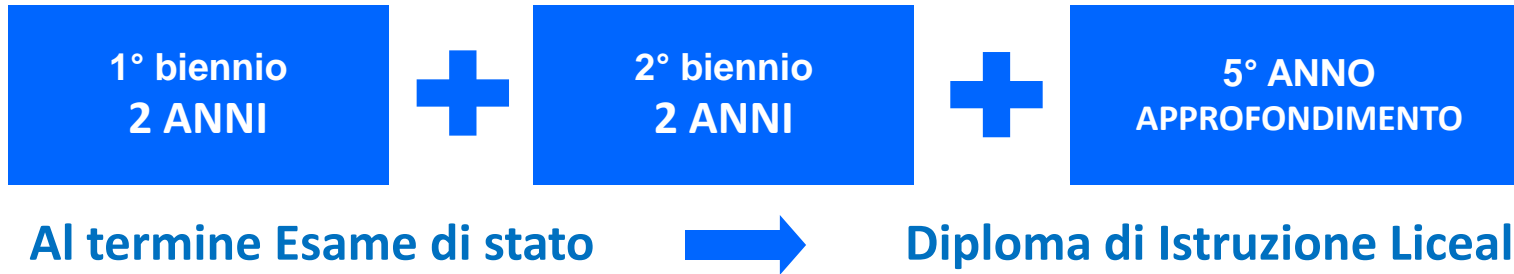 1° biennio
2 ANNI
2° biennio
2 ANNI
5° ANNO
APPROFONDIMENTO
Al termine Esame di stato
Diploma di Istruzione Liceal